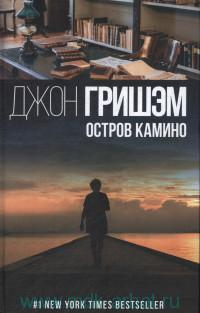 ДЖОН ГРИШЭМ
ОСТРОВ КАМИНО
#1 NEW YORK TIMES BESTSELLER